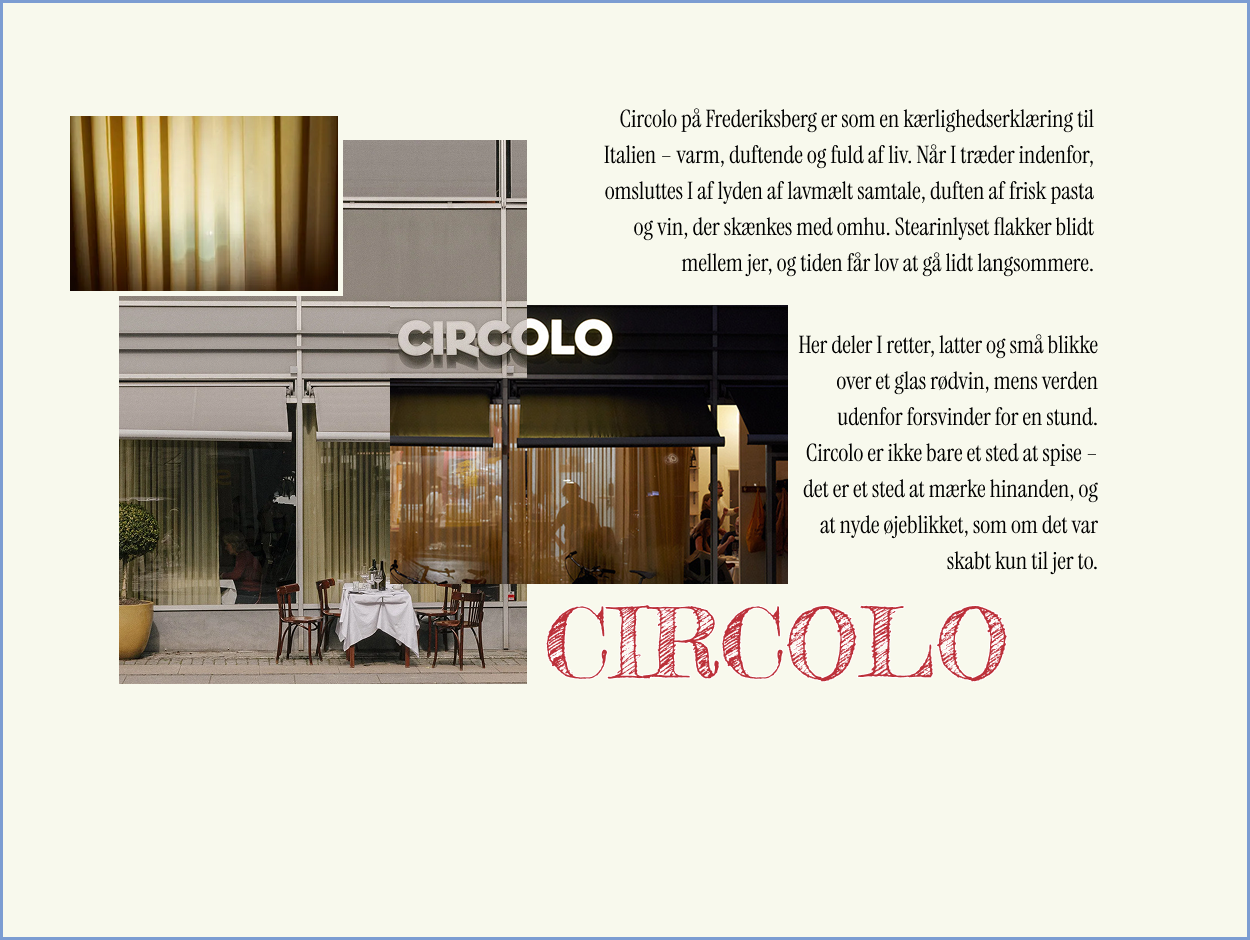 Circolo på Frederiksberg er som en kærlighedserklæring til
Italien – varm, duftende og fuld af liv. Når I træder indenfor,
omsluttes I af lyden af lavmælt samtale, duften af frisk pasta
og vin, der skænkes med omhu. Stearinlyset flakker blidt
mellem jer, og tiden får lov at gå lidt langsommere.
CIRCOLO
Her deler I retter, latter og små blikke
over et glas rødvin, mens verden
udenfor forsvinder for en stund.
Circolo er ikke bare et sted at spise –
det er et sted at mærke hinanden, og
at nyde øjeblikket, som om det var
skabt kun til jer to.
CIRCOLO